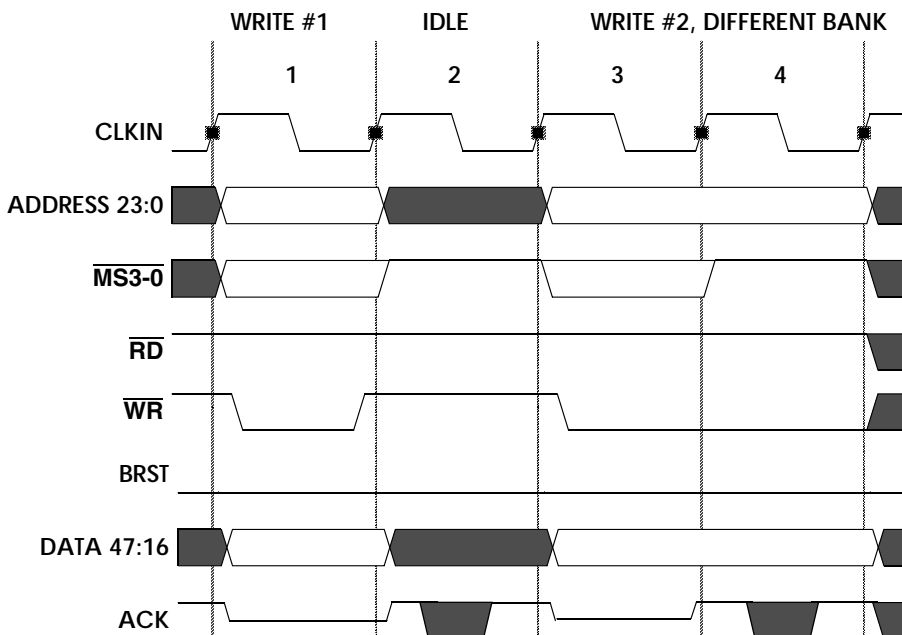 WRITE #1 IDLE WRITE #2, DIFFERENT BANK
1 2 3 4
CLKIN
ADDRESS 23:0
MS3-0
RD
WR
BRST
DATA 47:16
ACK